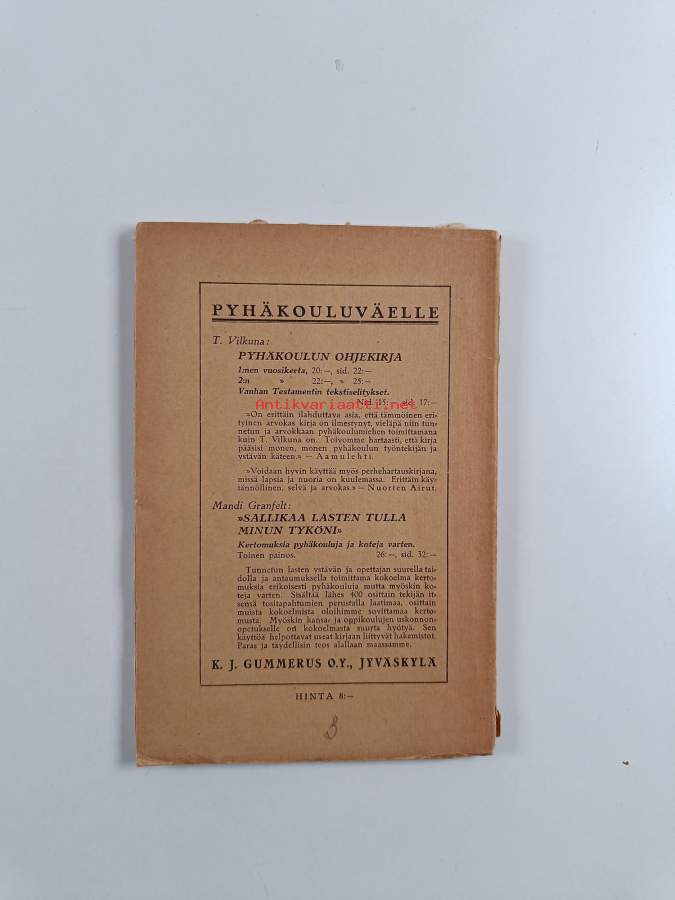 PYHÄKOULUVÄELLE
T. Vilkuna:
PYHÄKOULUN OHJEKIRJA
1:nen vuosikerta, 20:—, sid. 22:—
2:n » 22:—, » 25:—
Vanhan Testamentin tekstiselitykset.
Nid. 15:—, sid. 17:—
Antikvariaatti.net
»On erittäin ilahduttava asia, että tämmöinen eri-
tyinen arvokas kirja on ilmestynyt, vieläpä niin tun-
netun ja arvokkaan pyhäkoulumiehen toimittamana
kuin T. Vilkuna on. Toivomme hartaasti, että kirja
pääsisi monen, monen pyhäkoulun työntekijän ja
ystävän käteen.» — Aamulehti.
»Voidaan hyvin käyttää myös perhehartauskirjana,
missä lapsia ja nuoria on kuulemassa. Erittäin käy-
tännöllinen, selvä ja arvokas.» — Nuorten Airut.
Mandi Granfelt:
»SALLIKAA LASTEN TULLA
MINUN TYKÖNI»
Kertomuksia pyhäkouluja ja koteja varten.
Toinen painos. 26:—, sid. 32:—
Tunnetun lasten ystävän ja opettajan suurella tai-
dolla ja antaumuksella toimittama kokoelma kerto-
muksia erikoisesti pyhäkouluja mutta myöskin ko-
teja varten. Sisältää lähes 400 osittain tekijän it-
sensä tositapahtumien perustalla laatimaa, osittain
muista kokoelmista oloihimme sovittamaa kerto-
musta. Myöskin kansa- ja oppikoulujen uskonnon-
opetukselle on kokoelmasta suurta hyötyä. Sen
käyttöä helpottavat useat kirjaan liittyvät hakemistot.
Paras ja täydellisin teos alallaan maassamme.
K. J. GUMMERUS O.Y., JYVÄSKYLÄ
HINTA 8:—
3